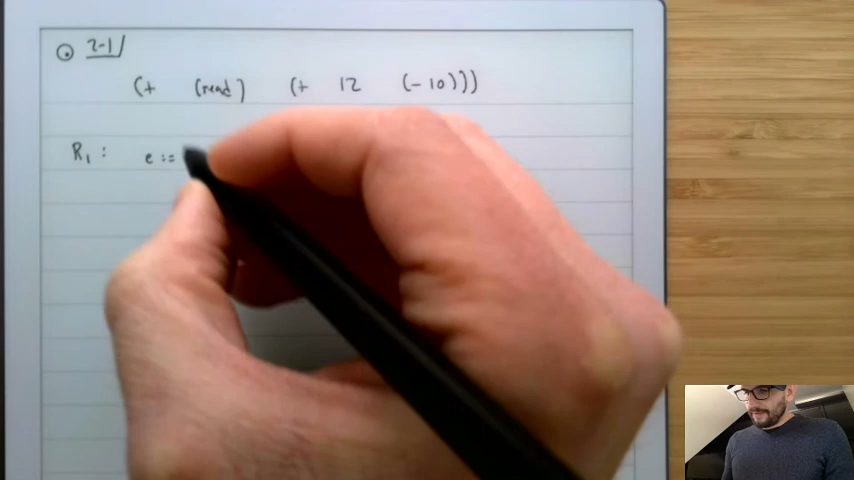 ⊙ 2-1/
(+ (read) (+ 12 (- 10)))
R₁ : e :=